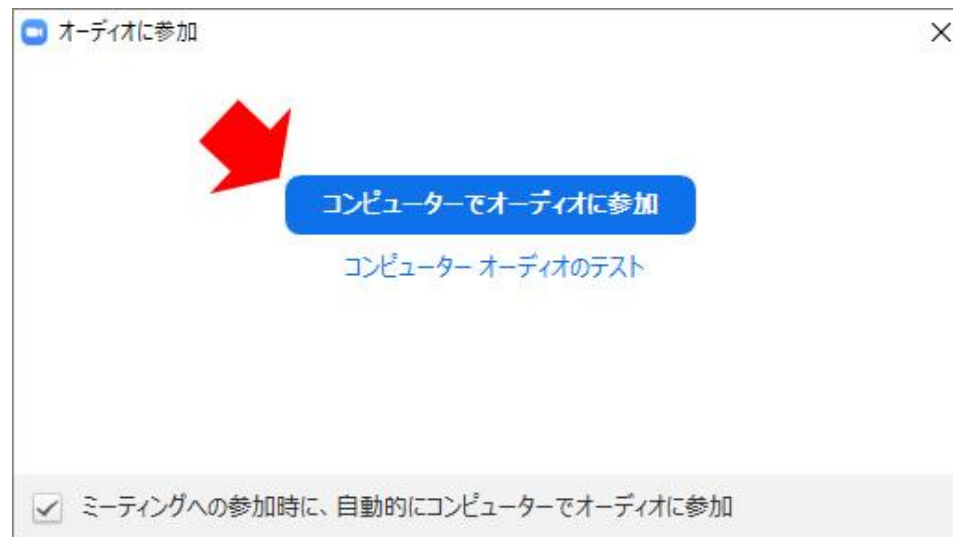 オーディオに参加
コンピューターでオーディオに参加
コンピューター オーディオのテスト
ミーティングへの参加時に、自動的にコンピューターでオーディオに参加